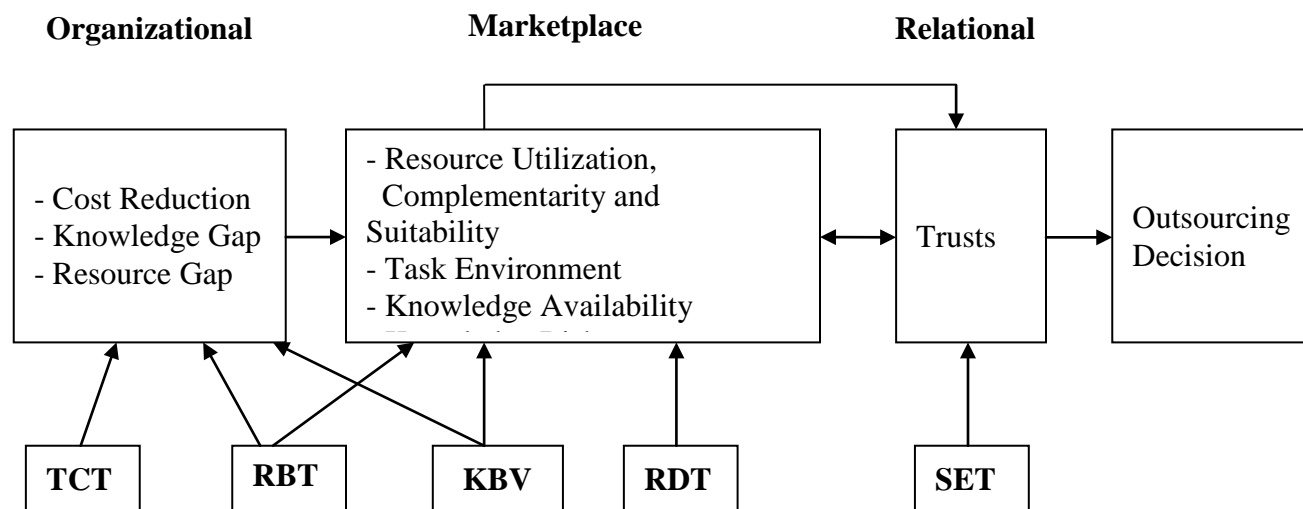 Organizational
Marketplace
Relational
- Cost Reduction
- Knowledge Gap
- Resource Gap
- Resource Utilization,
Complementarity and
Suitability
- Task Environment
- Knowledge Availability
Trusts
Outsourcing
Decision
TCT
RBT
KBV
RDT
SET